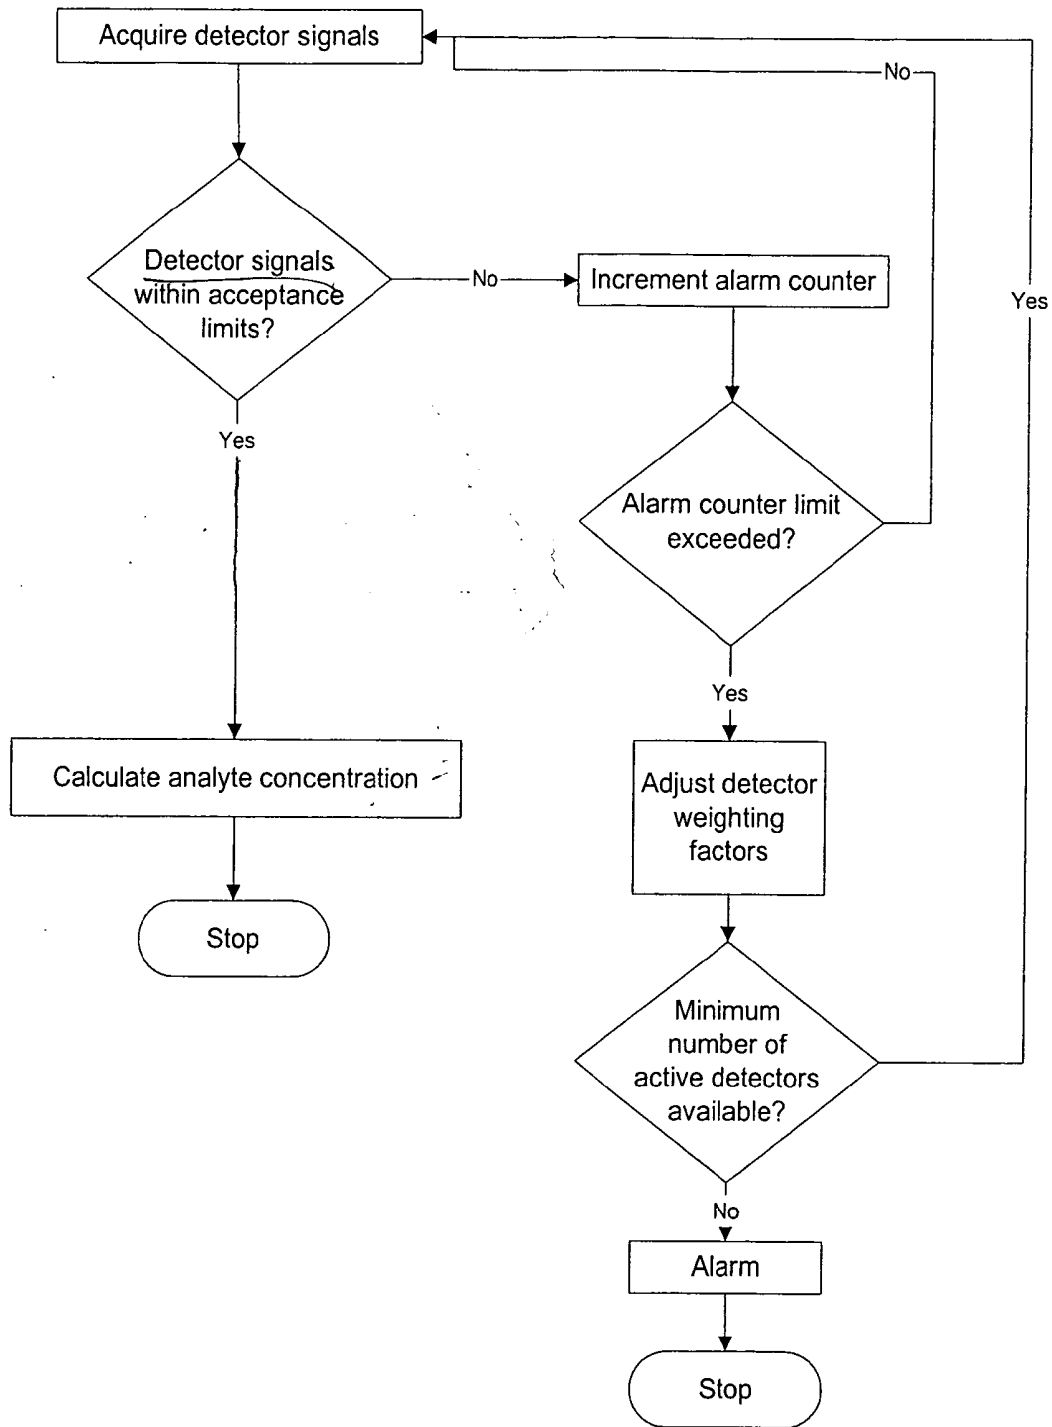 Acquire detector signals
No
Detector signals
within acceptance
limits?
No
Increment alarm counter
Yes
Yes
Alarm counter limit
exceeded?
Yes
Calculate analyte concentration
Adjust detector
weighting
factors
Stop
Minimum
number of
active detectors
available?
No
Alarm
Stop